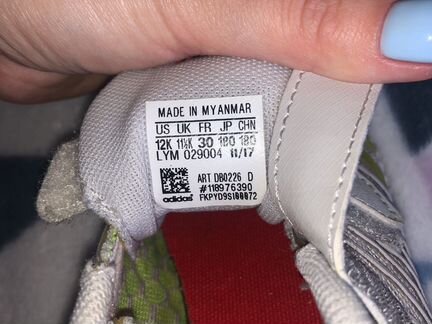 MADE IN MYANMAR
US UK FR JP CHN
12K 11½K 30 180 180
LYM 029004 11/17
ART DB0226 D
#118976390
adidas